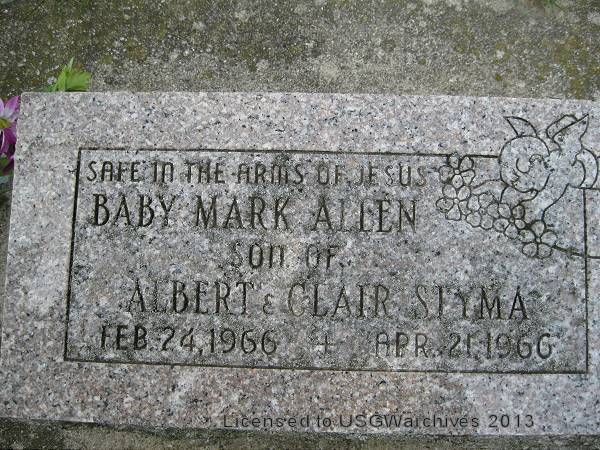 SAFE IN THE ARMS OF JESUS
BABY MARK ALLEN
SON OF
ALBERT & CLAIR STYMA
FEB. 24, 1966 + APR. 21, 1966
Licensed to USGWarchives 2013